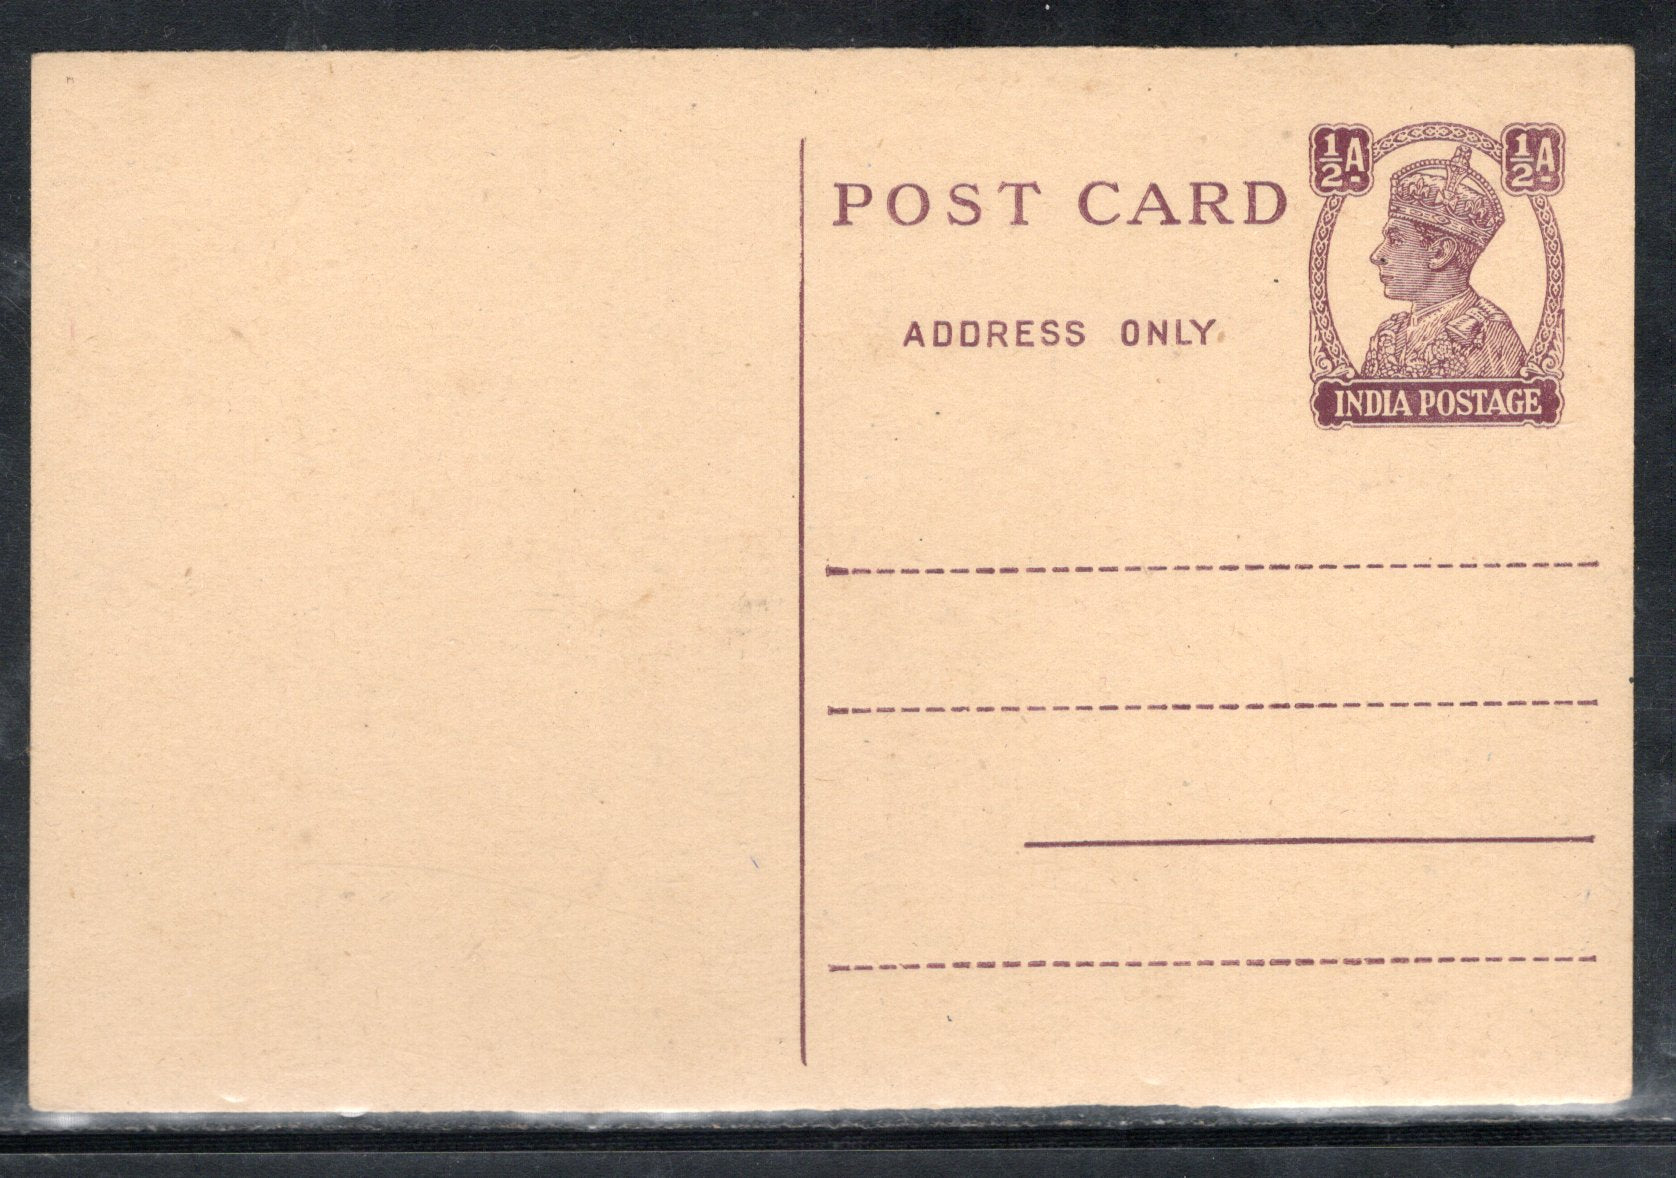 POST CARD
½A. ½A.
ADDRESS ONLY
INDIA POSTAGE